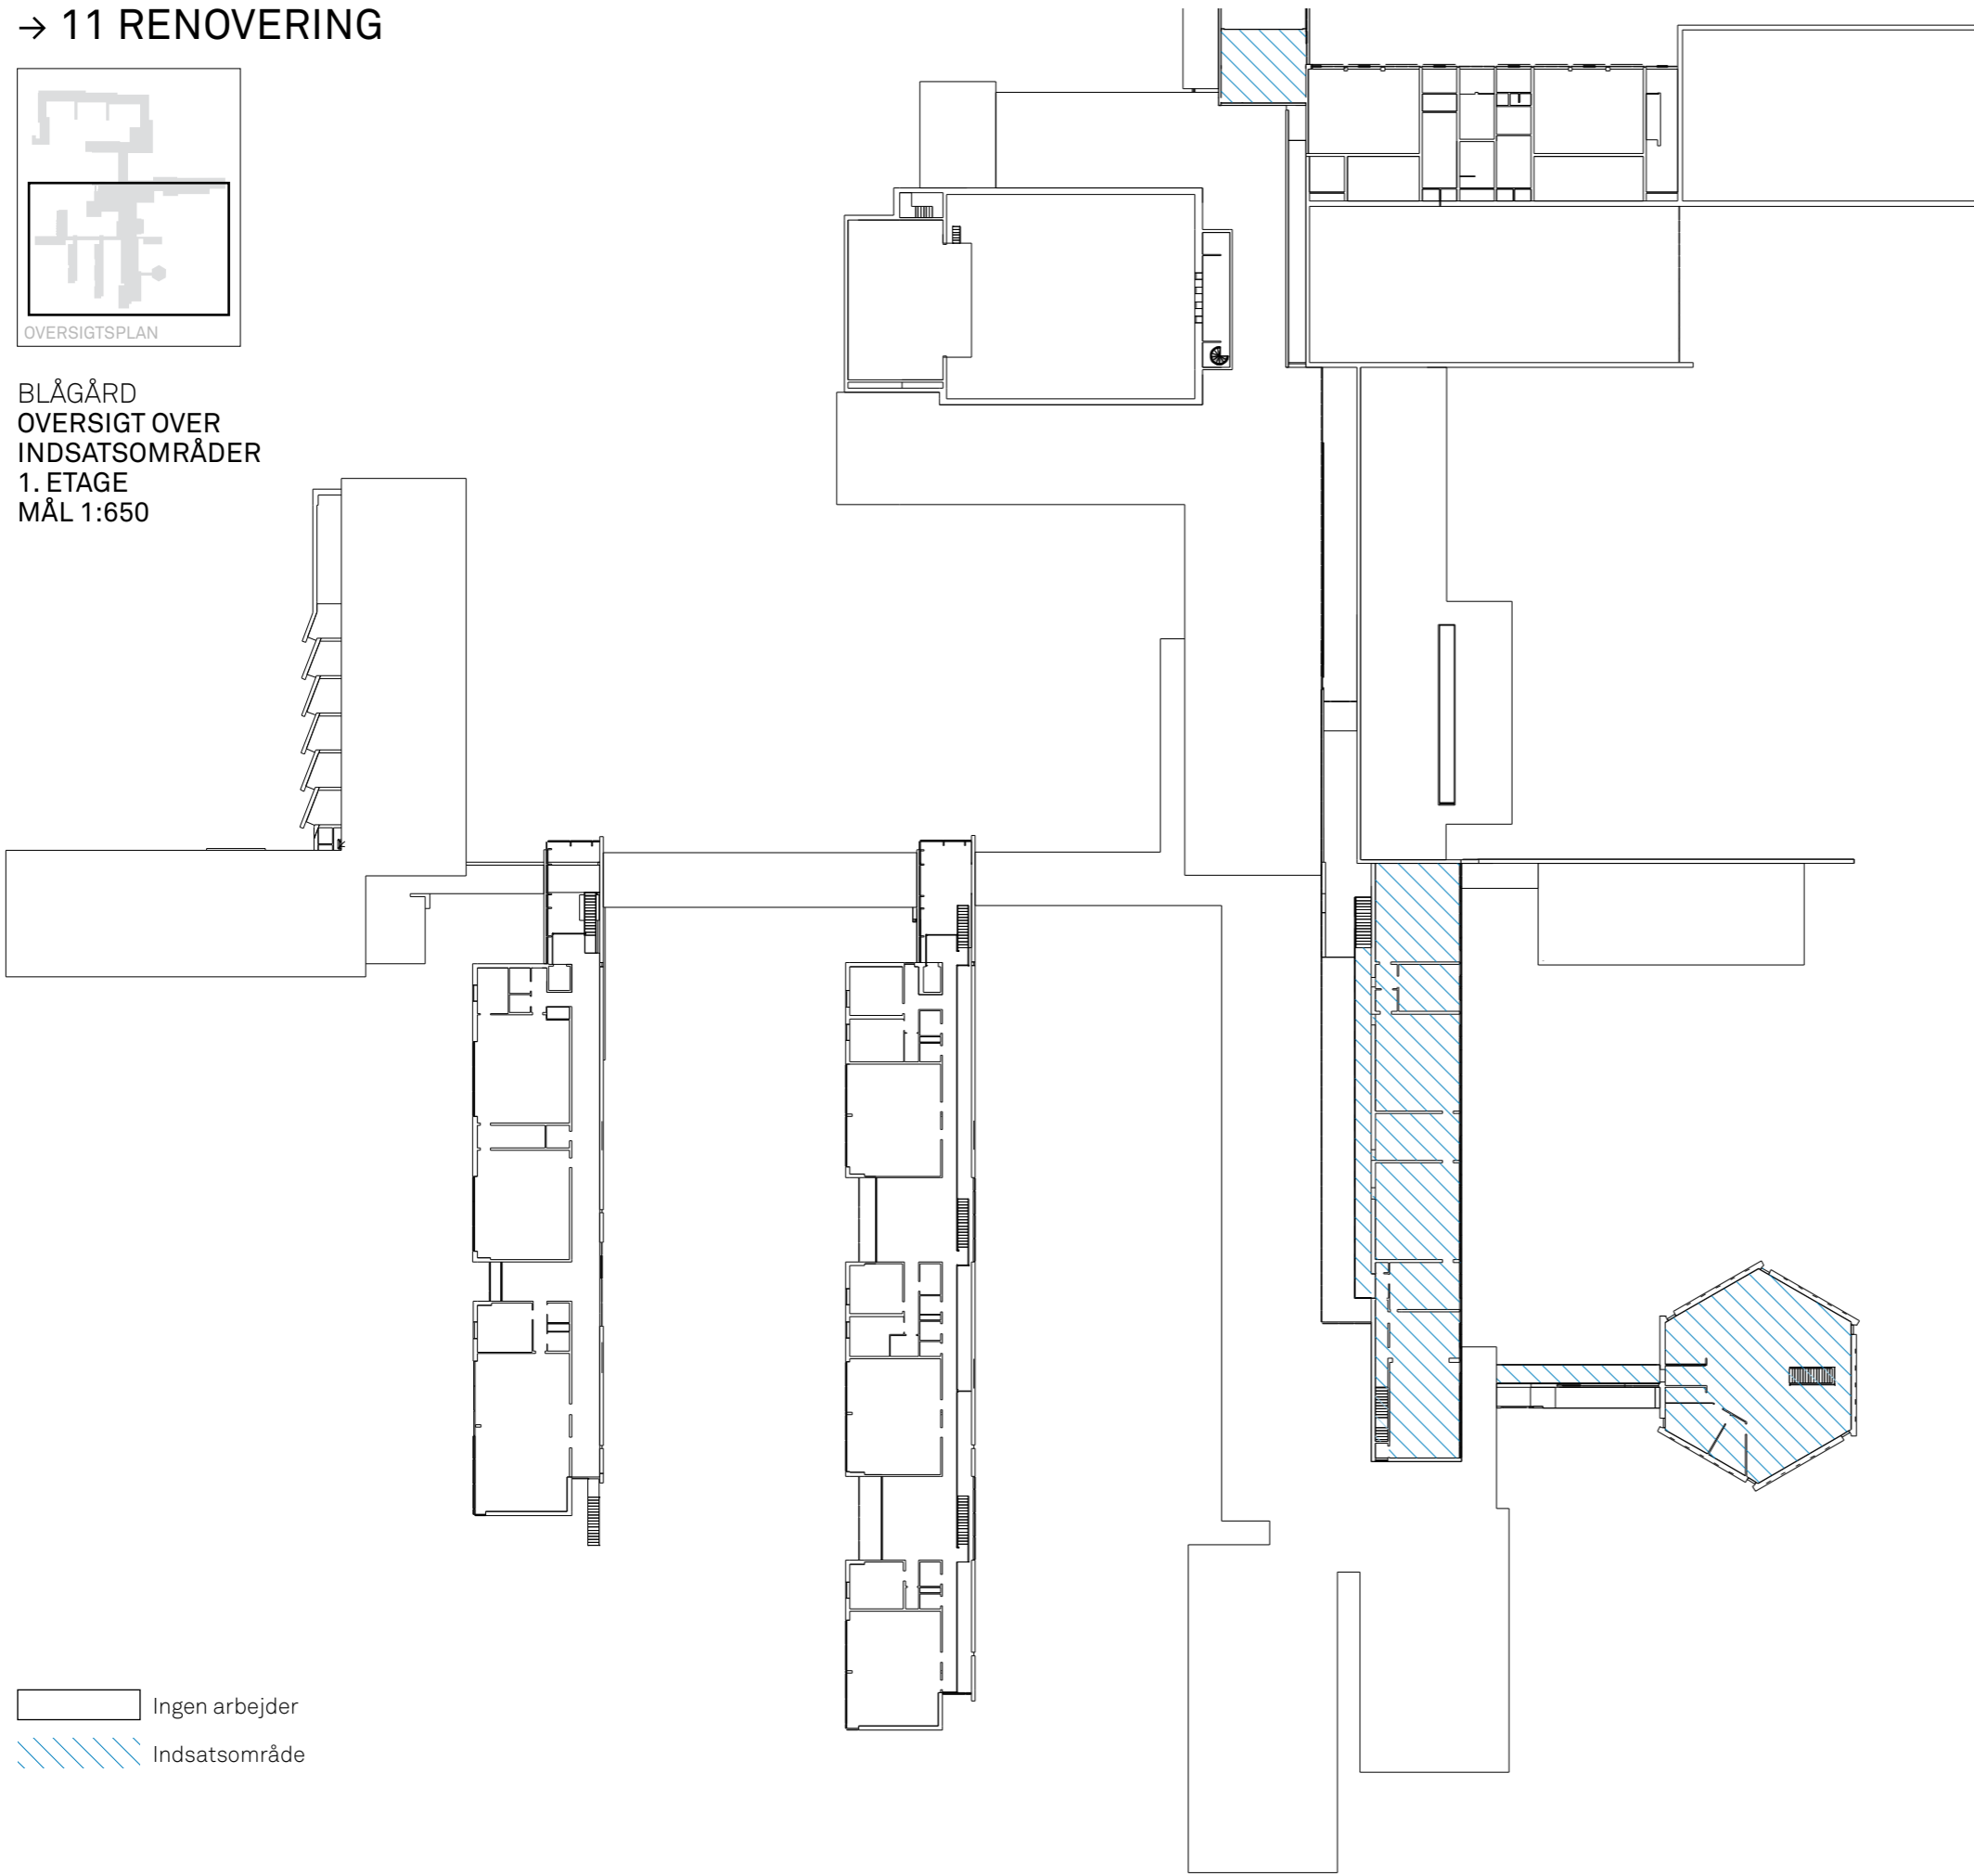 → 11 RENOVERING
OVERSIGTSPLAN
BLÅGÅRD
OVERSIGT OVER
INDSATSOMRÅDER
1. ETAGE
MÅL 1:650
Ingen arbejder
Indsatsområde